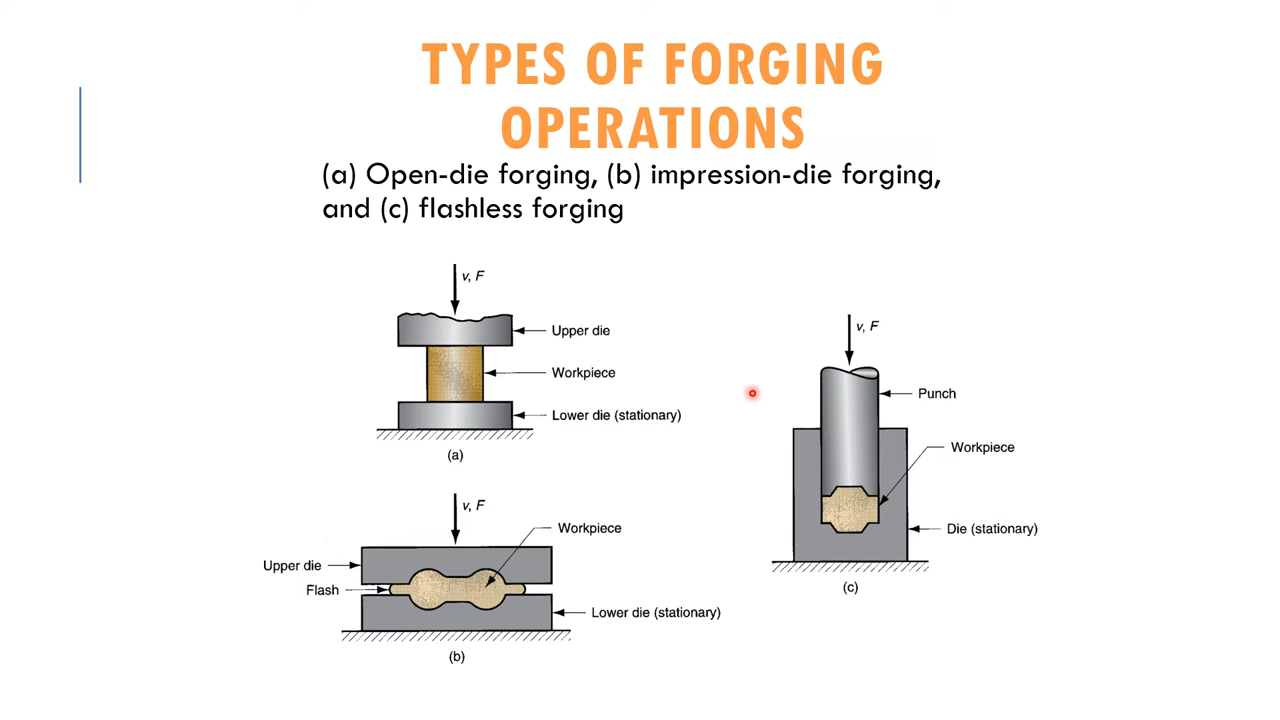 TYPES OF FORGING
OPERATIONS
(a) Open-die forging, (b) impression-die forging,
and (c) flashless forging
v, F
Upper die
Workpiece
Lower die (stationary)
(a)
v, F
Workpiece
Upper die
Flash
Lower die (stationary)
(b)
v, F
Punch
Workpiece
Die (stationary)
(c)